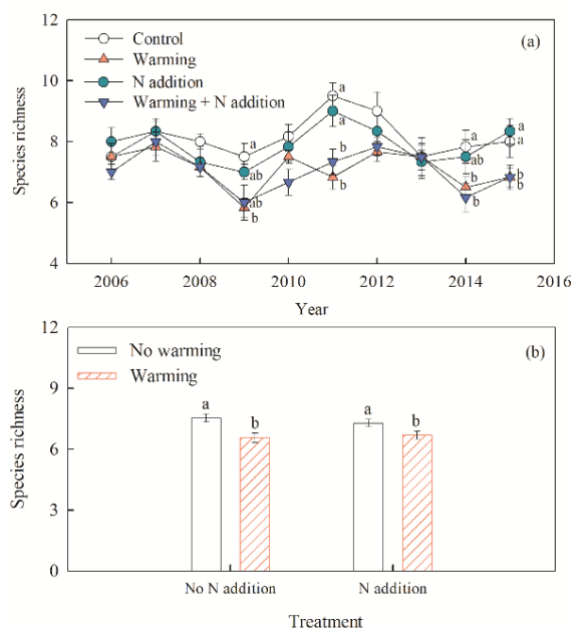 12
(a)
Control
Warming
10
N addition
Warming + N addition
a
a
a
a
a
Species richness
8
ab
ab
b
b
b
b
b
6
ab
b
b
4
2006
2008
2010
2012
2014
2016
Year
12
(b)
No warming
Warming
9
a
b
a
b
Species richness
6
3
0
No N addition
N addition
Treatment